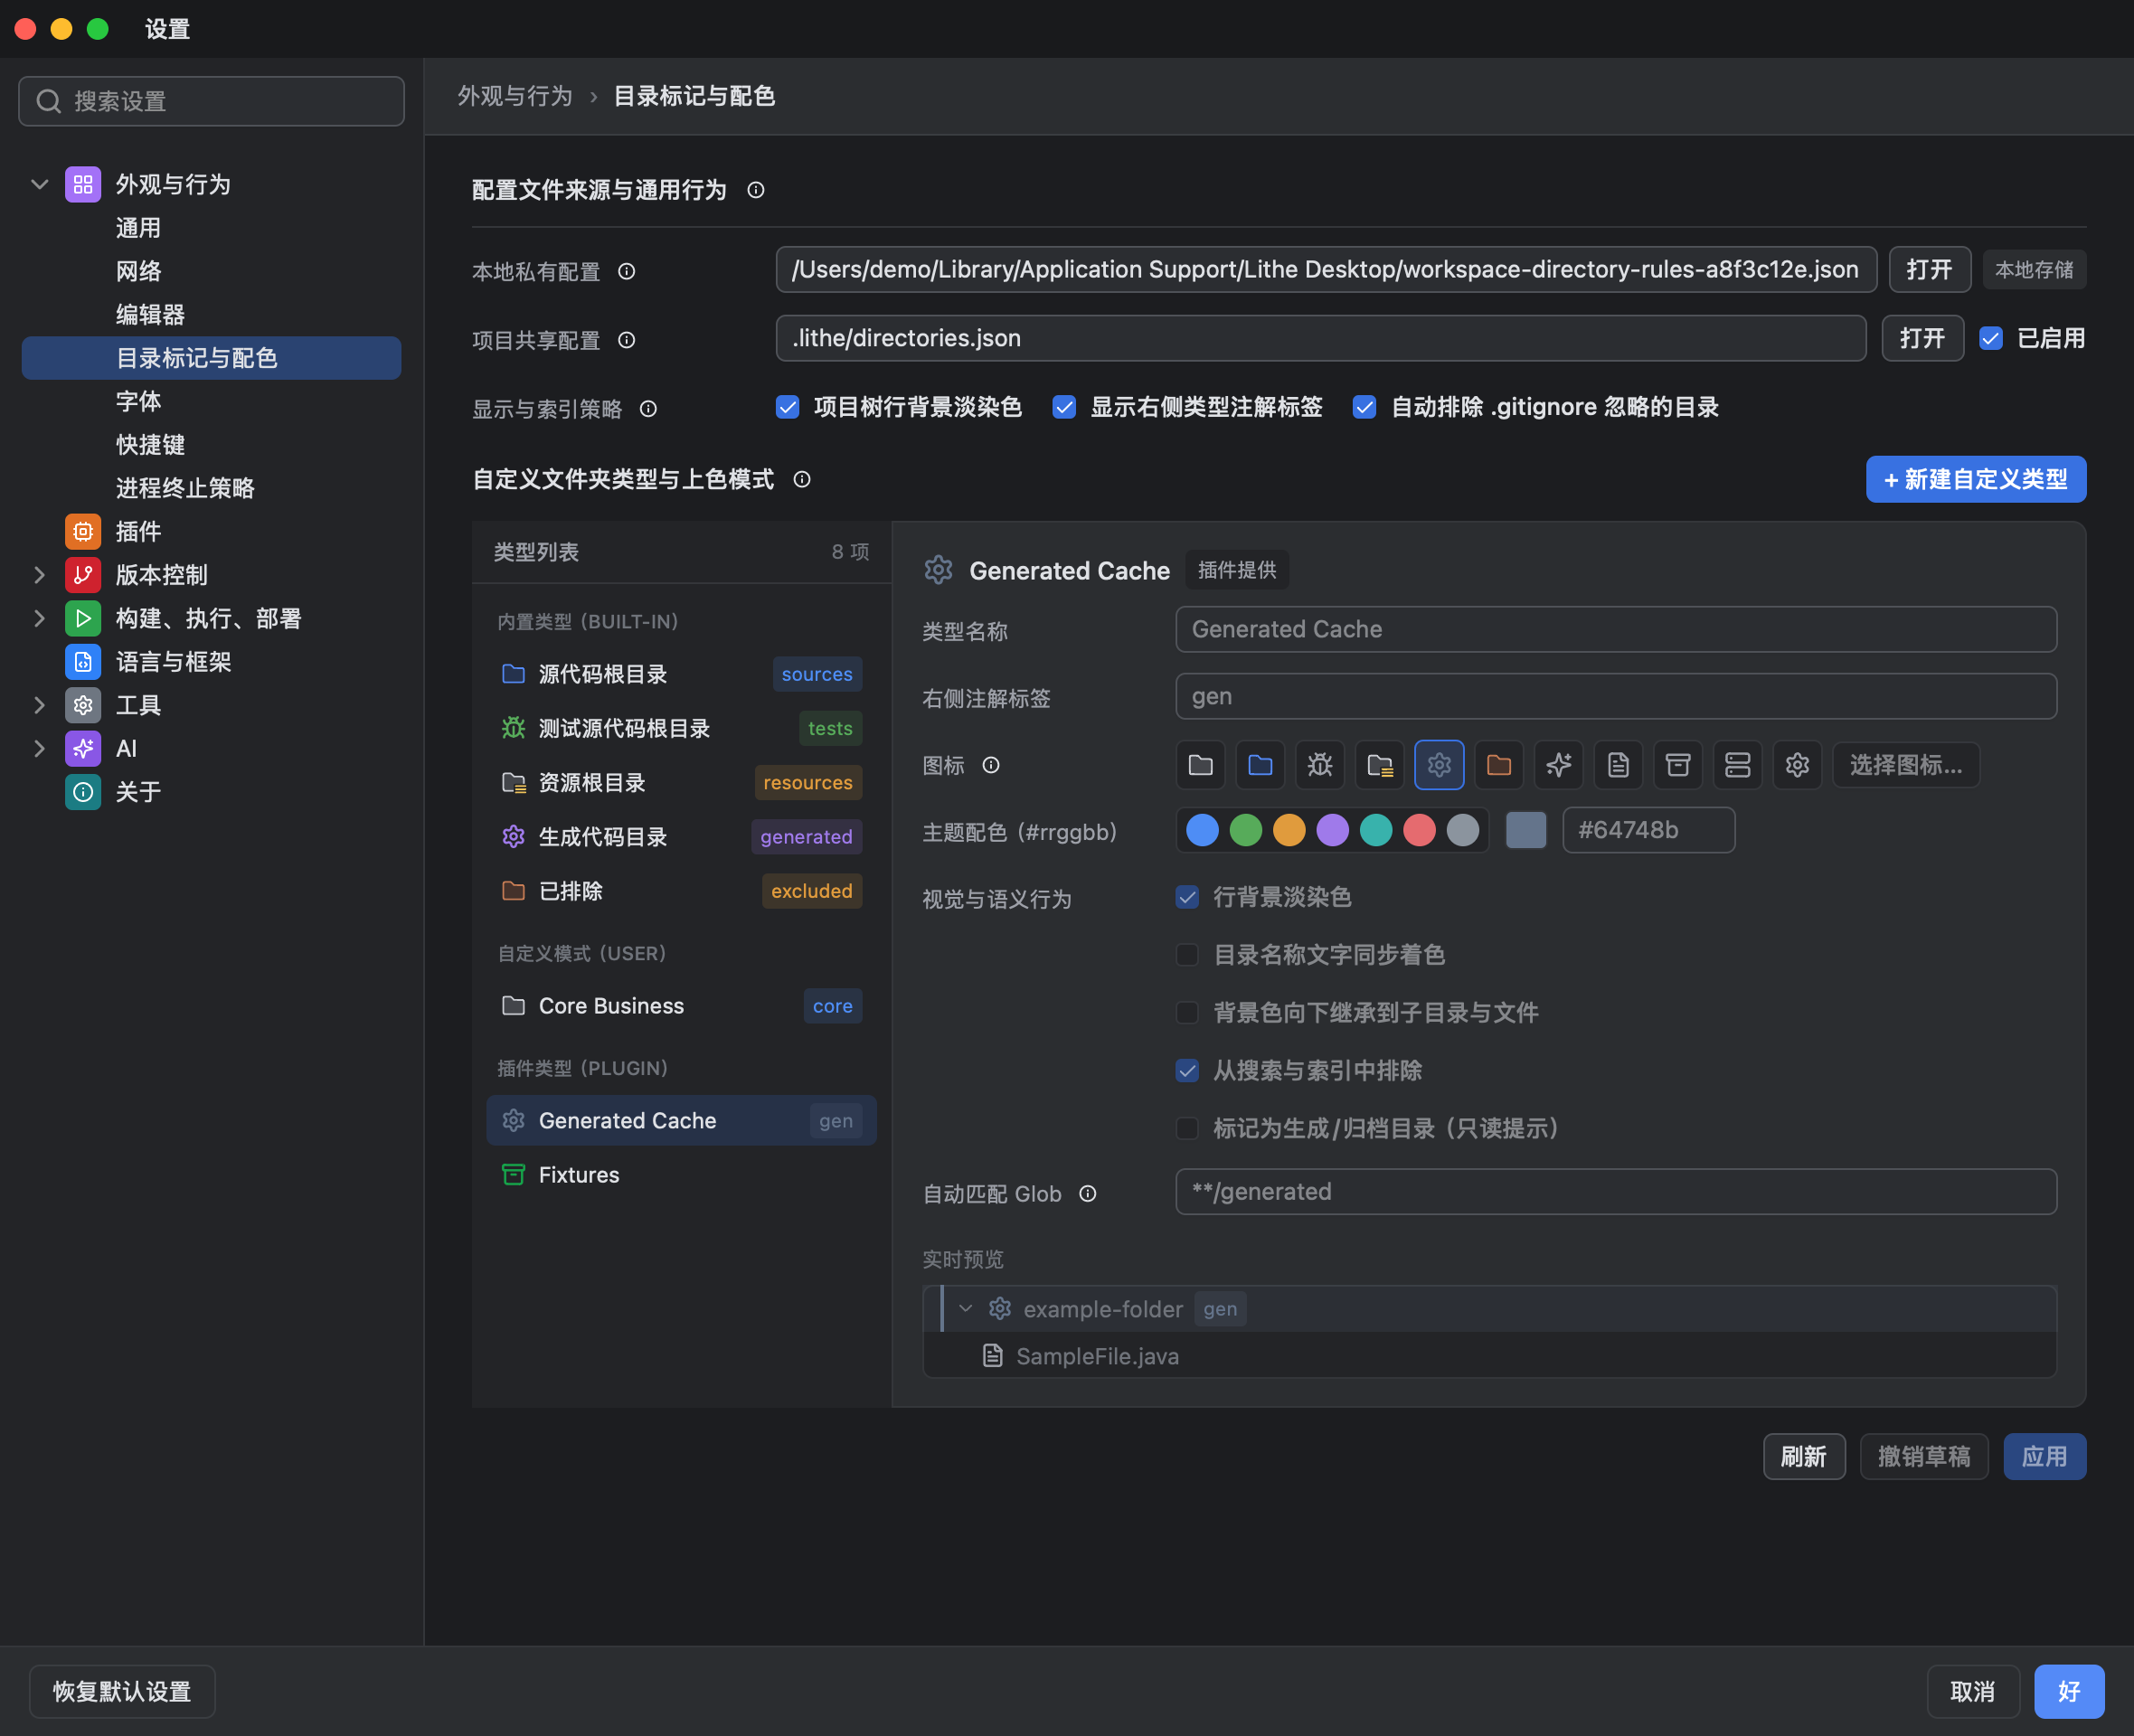 设置
搜索设置
外观与行为
通用
网络
编辑器
目录标记与配色
字体
快捷键
进程终止策略
插件
版本控制
构建、执行、部署
语言与框架
工具
AI
关于
外观与行为 › 目录标记与配色
配置文件来源与通用行为
本地私有配置 /Users/demo/Library/Application Support/Lithe Desktop/workspace-directory-rules-a8f3c12e.json 打开 本地存储
项目共享配置 .lithe/directories.json 打开 已启用
显示与索引策略 项目树行背景淡染色 显示右侧类型注解标签 自动排除 .gitignore 忽略的目录
自定义文件夹类型与上色模式 + 新建自定义类型
类型列表 8 项
内置类型 (BUILT-IN)
源代码根目录 sources
测试源代码根目录 tests
资源根目录 resources
生成代码目录 generated
已排除 excluded
自定义模式 (USER)
Core Business core
插件类型 (PLUGIN)
Generated Cache gen
Fixtures
Generated Cache 插件提供
类型名称 Generated Cache
右侧注解标签 gen
图标 选择图标...
主题配色 (#rrggbb) #64748b
视觉与语义行为 行背景淡染色
目录名称文字同步着色
背景色向下继承到子目录与文件
从搜索与索引中排除
标记为生成/归档目录（只读提示）
自动匹配 Glob **/generated
实时预览
example-folder gen
SampleFile.java
刷新 撤销草稿 应用
恢复默认设置 取消 好